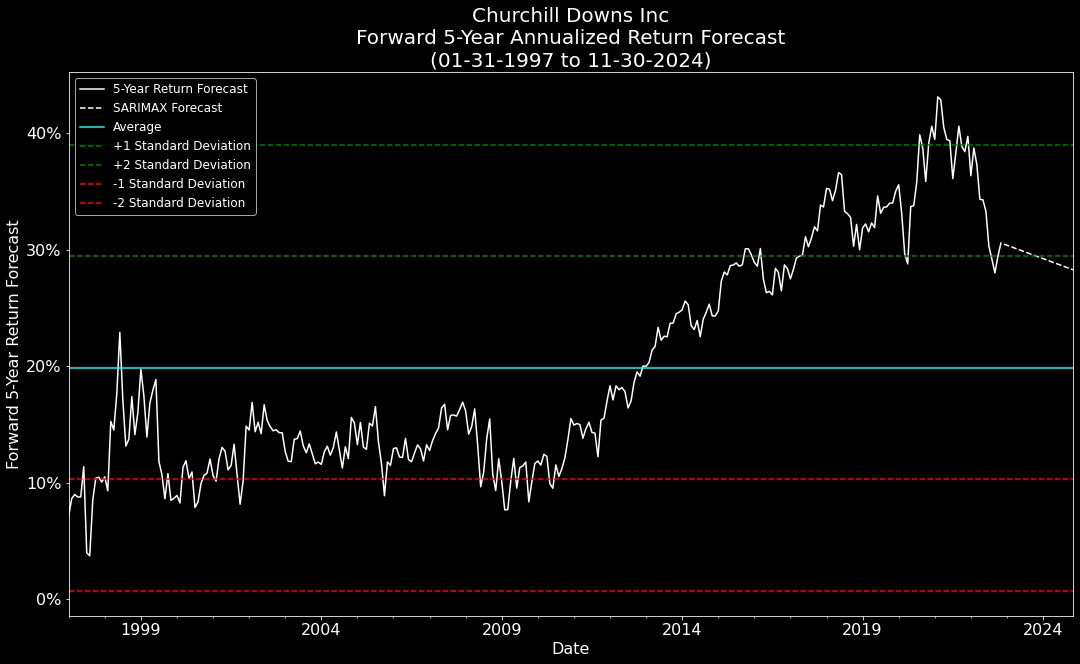 Churchill Downs Inc
Forward 5-Year Annualized Return Forecast
(01-31-1997 to 11-30-2024)
5-Year Return Forecast
SARIMAX Forecast
Average
+1 Standard Deviation
+2 Standard Deviation
-1 Standard Deviation
-2 Standard Deviation
Forward 5-Year Return Forecast
40%
30%
20%
10%
0%
1999 2004 2009 2014 2019 2024
Date